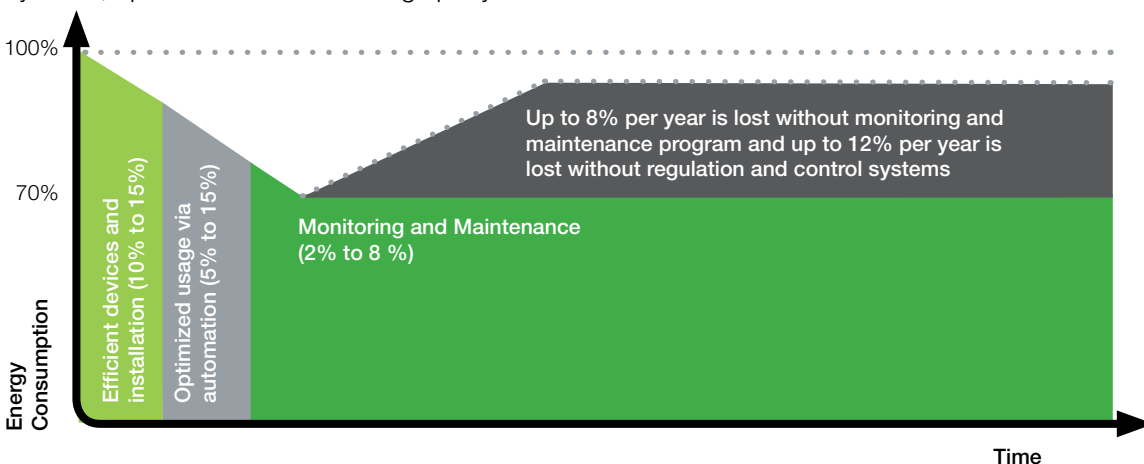 100%
70%
Efficient devices and
installation (10% to 15%)
Optimized usage via
automation (5% to 15%)
Up to 8% per year is lost without monitoring and
maintenance program and up to 12% per year is
lost without regulation and control systems
Monitoring and Maintenance
(2% to 8 %)
Energy
Consumption
Time